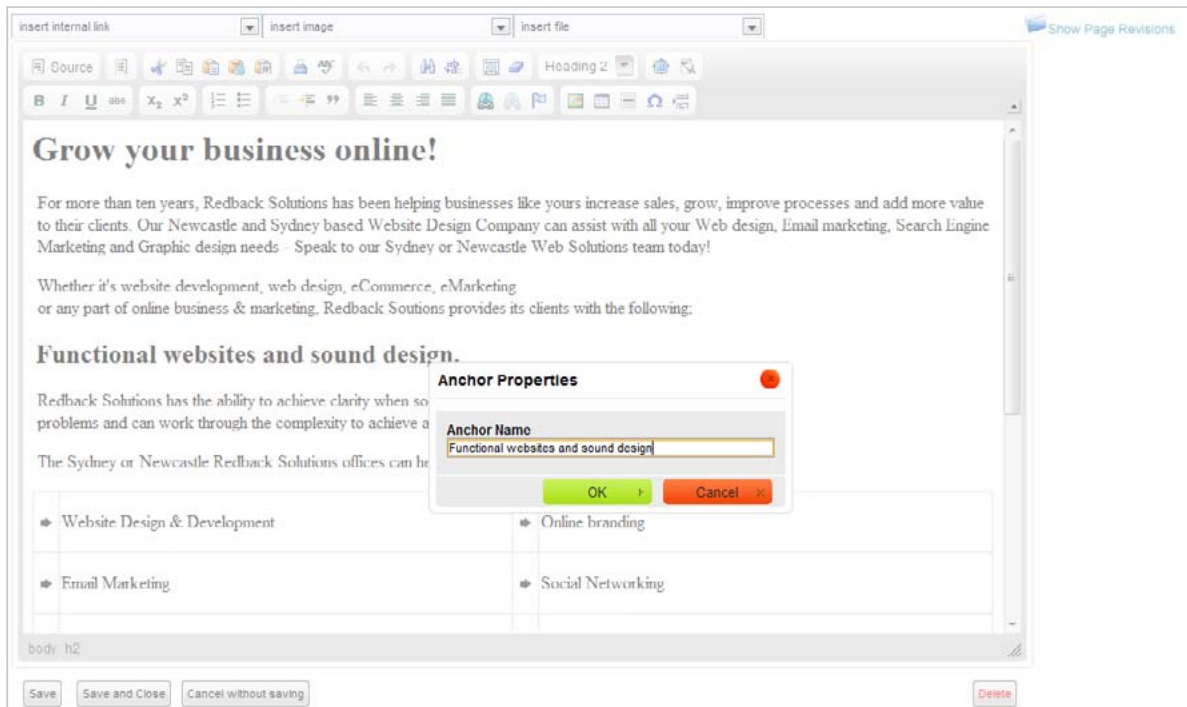 insert internal link insert image insert file Show Page Revisions
Source Heading 2
B I U abc X₂ X² Ω
Grow your business online!
For more than ten years, Redback Solutions has been helping businesses like yours increase sales, grow, improve processes and add more value
to their clients. Our Newcastle and Sydney based Website Design Company can assist with all your Web design, Email marketing, Search Engine
Marketing and Graphic design needs - Speak to our Sydney or Newcastle Web Solutions team today!
Whether it's website development, web design, eCommerce, eMarketing
or any part of online business & marketing, Redback Soutions provides its clients with the following;
Functional websites and sound design.
Anchor Properties
Redback Solutions has the ability to achieve clarity when so
problems and can work through the complexity to achieve a
Anchor Name
Functional websites and sound design
The Sydney or Newcastle Redback Solutions offices can he
OK Cancel
Website Design & Development Online branding
Email Marketing Social Networking
body h2
Save Save and Close Cancel without saving Delete